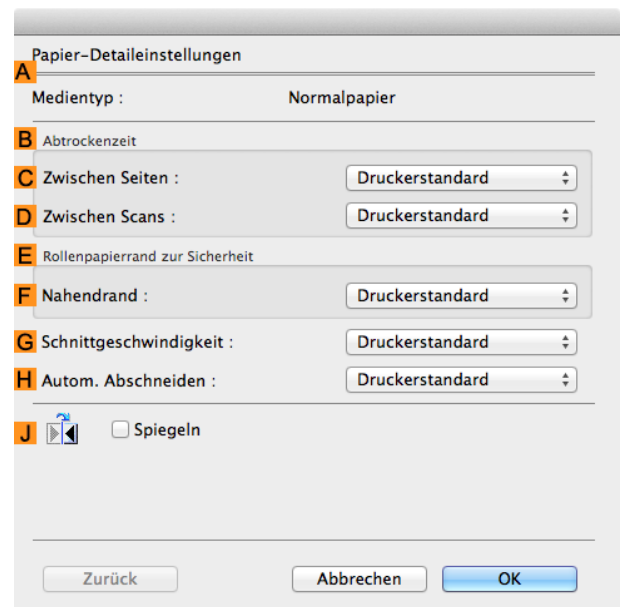 Papier-Detaileinstellungen
A
Medientyp : Normalpapier
B Abtrockenzeit
C Zwischen Seiten : Druckerstandard
D Zwischen Scans : Druckerstandard
E Rollenpapierrand zur Sicherheit
F Nahendrand : Druckerstandard
G Schnittgeschwindigkeit : Druckerstandard
H Autom. Abschneiden : Druckerstandard
J Spiegeln
Zurück Abbrechen OK